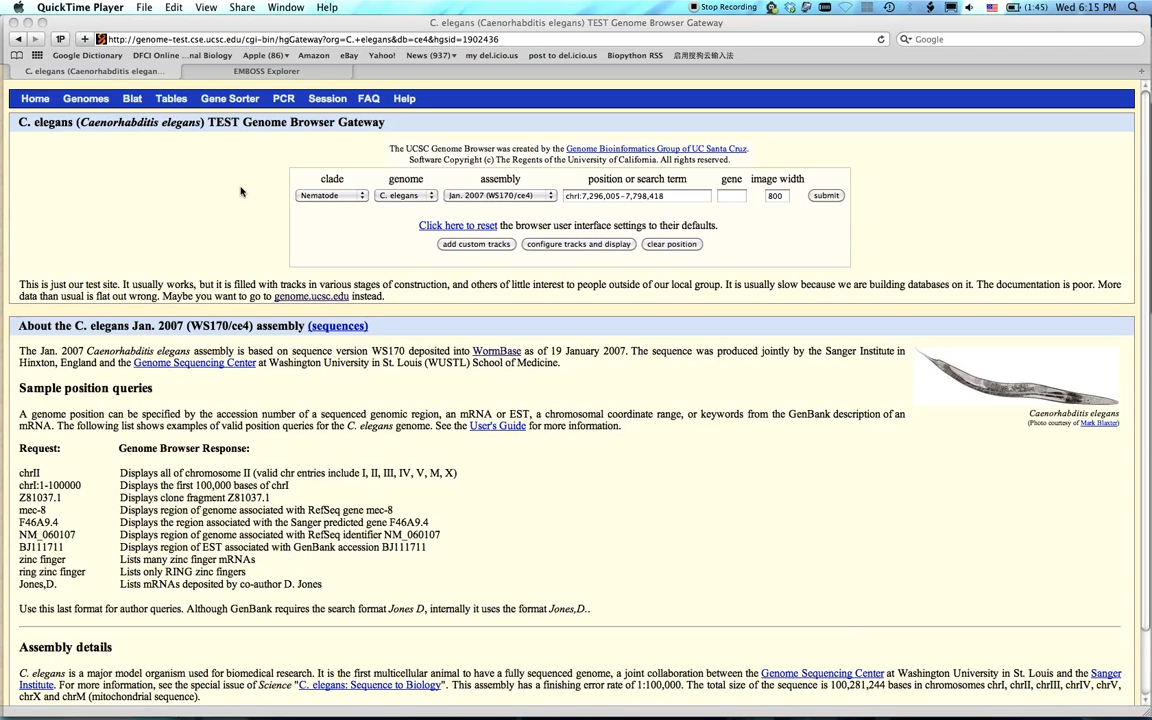 QuickTime Player File Edit View Share Window Help Stop Recording (1:45) Wed 6:15 PM
C. elegans (Caenorhabditis elegans) TEST Genome Browser Gateway
1P http://genome-test.cse.ucsc.edu/cgi-bin/hgGateway?org=C.+elegans&db=ce4&hgsid=1902436 Google
Google Dictionary DFCI Online ...nal Biology Apple (86) Amazon eBay Yahoo! News (937) my del.icio.us post to del.icio.us Biopython RSS 启用搜狗云输入法
C. elegans (Caenorhabditis elegan... EMBOSS Explorer
Home Genomes Blat Tables Gene Sorter PCR Session FAQ Help
C. elegans (Caenorhabditis elegans) TEST Genome Browser Gateway
The UCSC Genome Browser was created by the Genome Bioinformatics Group of UC Santa Cruz.
Software Copyright (c) The Regents of the University of California. All rights reserved.
clade genome assembly position or search term gene image width
Nematode C. elegans Jan. 2007 (WS170/ce4) chrI:7,296,005-7,798,418 800 submit
Click here to reset the browser user interface settings to their defaults.
add custom tracks configure tracks and display clear position
This is just our test site. It usually works, but it is filled with tracks in various stages of construction, and others of little interest to people outside of our local group. It is usually slow because we are building databases on it. The documentation is poor. More
data than usual is flat out wrong. Maybe you want to go to genome.ucsc.edu instead.
About the C. elegans Jan. 2007 (WS170/ce4) assembly (sequences)
The Jan. 2007 Caenorhabditis elegans assembly is based on sequence version WS170 deposited into WormBase as of 19 January 2007. The sequence was produced jointly by the Sanger Institute in
Hinxton, England and the Genome Sequencing Center at Washington University in St. Louis (WUSTL) School of Medicine.
Sample position queries
A genome position can be specified by the accession number of a sequenced genomic region, an mRNA or EST, a chromosomal coordinate range, or keywords from the GenBank description of an
mRNA. The following list shows examples of valid position queries for the C. elegans genome. See the User's Guide for more information.
Caenorhabditis elegans
(Photo courtesy of Mark Blaxter)
Request: Genome Browser Response:
chrII Displays all of chromosome II (valid chr entries include I, II, III, IV, V, M, X)
chrI:1-100000 Displays the first 100,000 bases of chrI
Z81037.1 Displays clone fragment Z81037.1
mec-8 Displays region of genome associated with RefSeq gene mec-8
F46A9.4 Displays the region associated with the Sanger predicted gene F46A9.4
NM_060107 Displays region of genome associated with RefSeq identifier NM_060107
BJ111711 Displays region of EST associated with GenBank accession BJ111711
zinc finger Lists many zinc finger mRNAs
ring zinc finger Lists only RING zinc fingers
Jones,D. Lists mRNAs deposited by co-author D. Jones
Use this last format for author queries. Although GenBank requires the search format Jones D, internally it uses the format Jones,D..
Assembly details
C. elegans is a major model organism used for biomedical research. It is the first multicellular animal to have a fully sequenced genome, a joint collaboration between the Genome Sequencing Center at Washington University in St. Louis and the Sanger
Institute. For more information, see the special issue of Science "C. elegans: Sequence to Biology". This assembly has a finishing error rate of 1:100,000. The total size of the sequence is 100,281,244 bases in chromosomes chrI, chrII, chrIII, chrIV, chrV,
chrX and chrM (mitochondrial sequence).